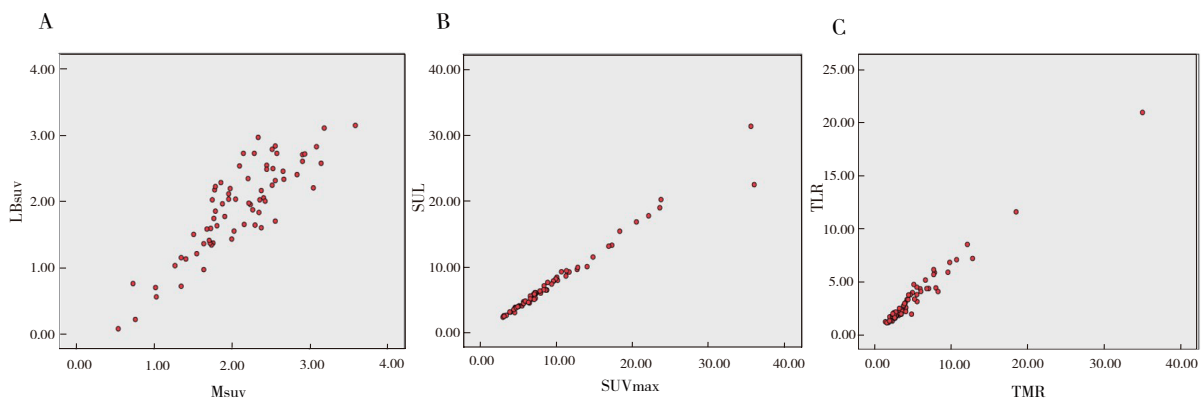 A
B
C
4.00
3.00
2.00
1.00
0.00
LBsuv
0.00 1.00 2.00 3.00 4.00
Msuv
40.00
30.00
20.00
10.00
0.00
SUL
0.00 10.00 20.00 30.00 40.00
SUVmax
25.00
20.00
15.00
10.00
5.00
0.00
TLR
0.00 10.00 20.00 30.00 40.00
TMR